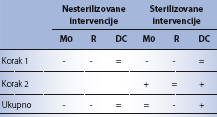 Nesterilizovane intervencije Sterilizovane intervencije
Mo R DC Mo R DC
Korak 1 - - = - - =
Korak 2 + = +
Ukupno - - = = - +